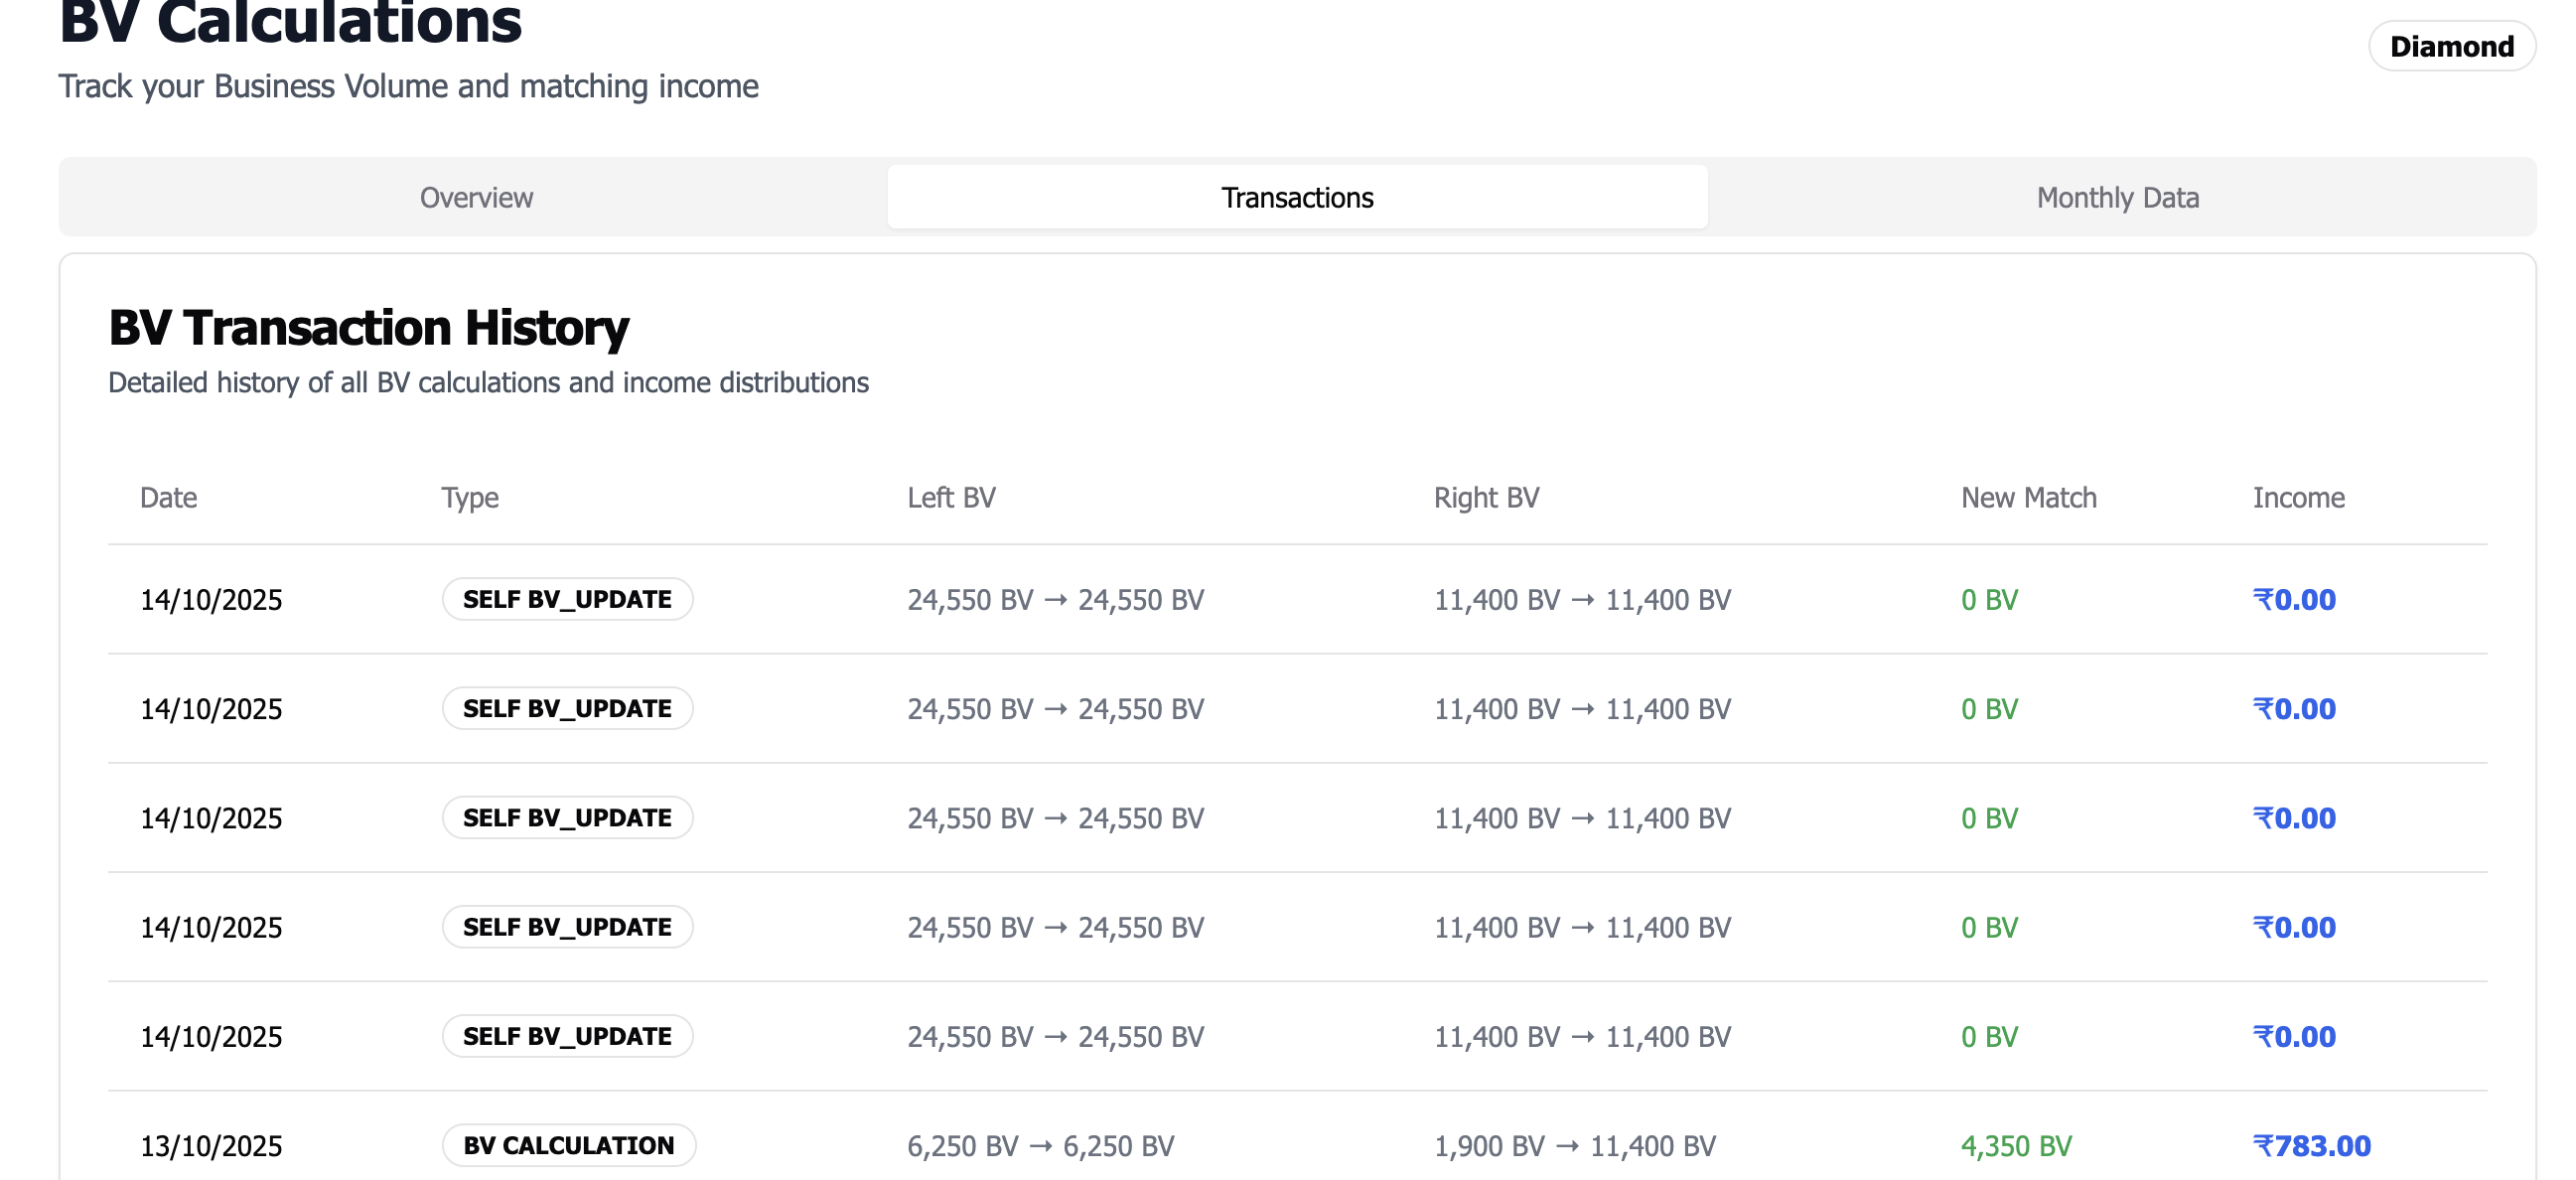 BV Calculations
Diamond
Track your Business Volume and matching income
Overview Transactions Monthly Data
BV Transaction History
Detailed history of all BV calculations and income distributions
Date Type Left BV Right BV New Match Income
14/10/2025 SELF BV_UPDATE 24,550 BV → 24,550 BV 11,400 BV → 11,400 BV 0 BV ₹0.00
14/10/2025 SELF BV_UPDATE 24,550 BV → 24,550 BV 11,400 BV → 11,400 BV 0 BV ₹0.00
14/10/2025 SELF BV_UPDATE 24,550 BV → 24,550 BV 11,400 BV → 11,400 BV 0 BV ₹0.00
14/10/2025 SELF BV_UPDATE 24,550 BV → 24,550 BV 11,400 BV → 11,400 BV 0 BV ₹0.00
14/10/2025 SELF BV_UPDATE 24,550 BV → 24,550 BV 11,400 BV → 11,400 BV 0 BV ₹0.00
13/10/2025 BV CALCULATION 6,250 BV → 6,250 BV 1,900 BV → 11,400 BV 4,350 BV ₹783.00